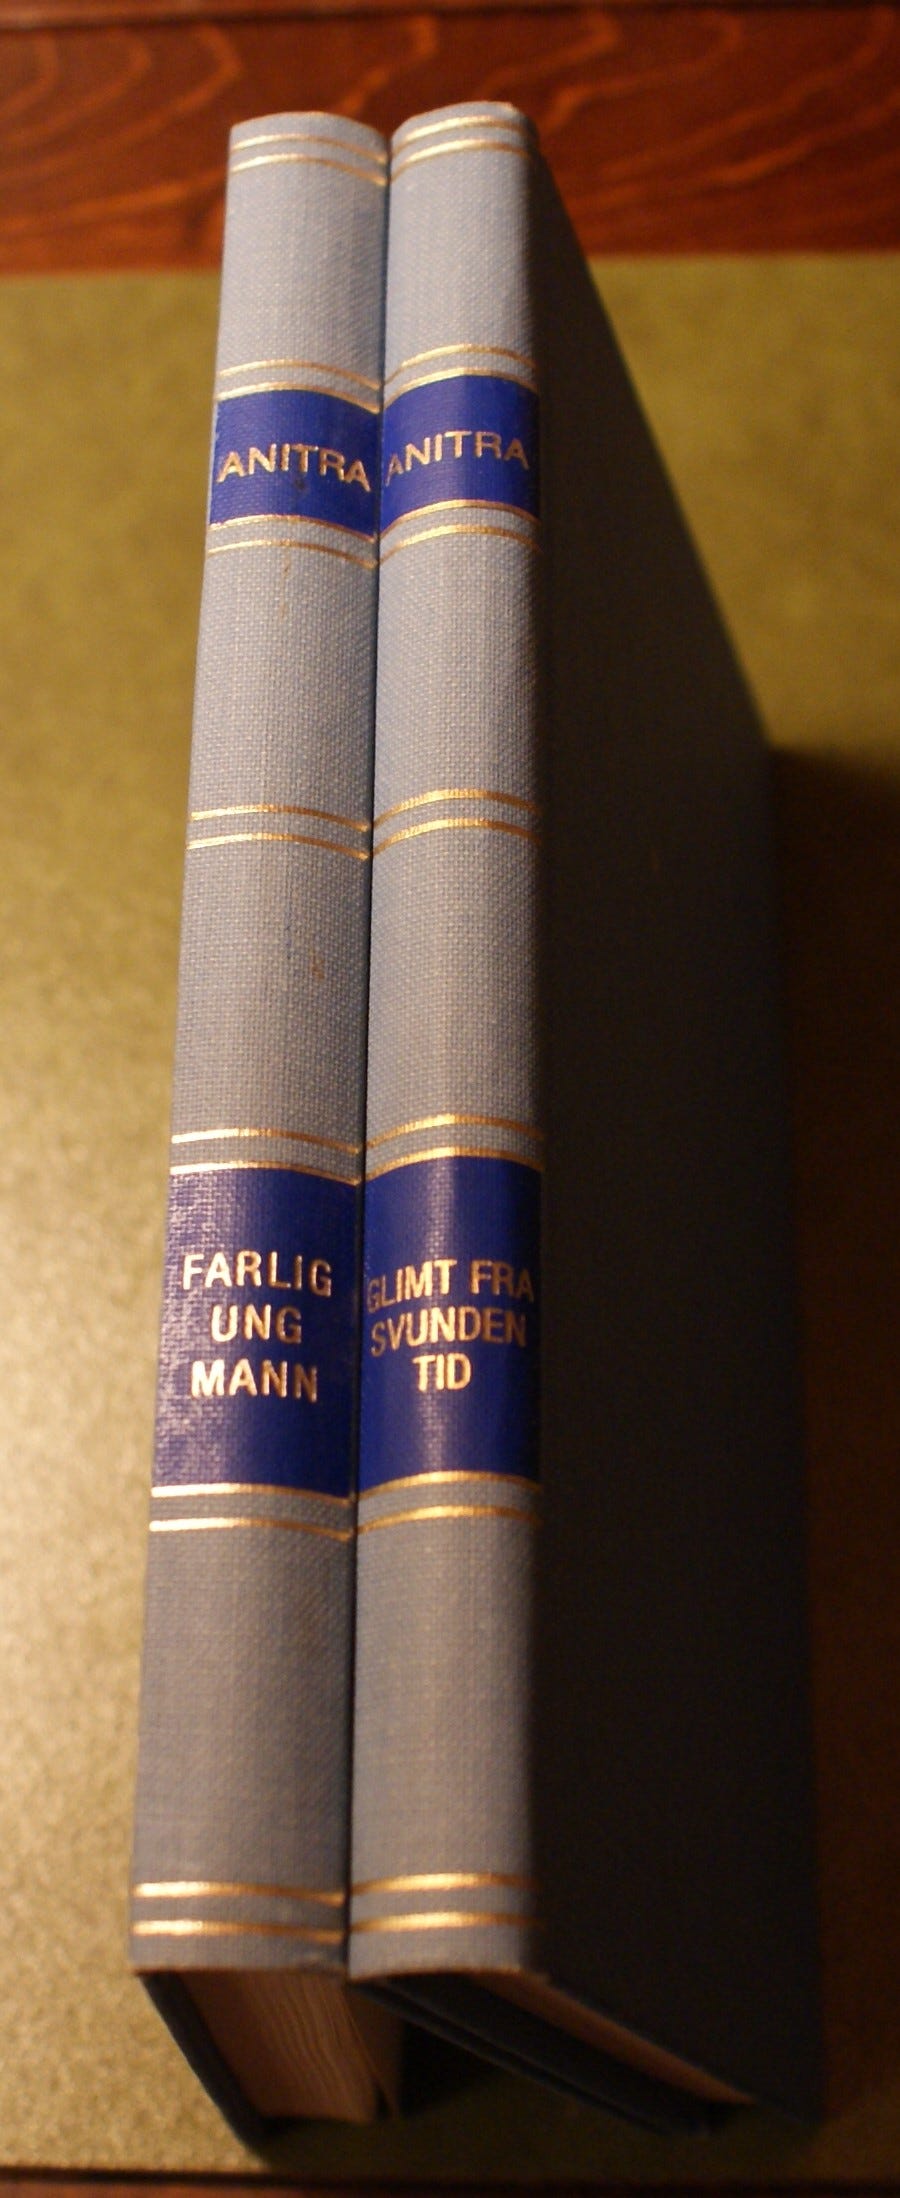 ANITRA
FARLIG
UNG
MANN
ANITRA
GLIMT FRA
SVUNDEN
TID